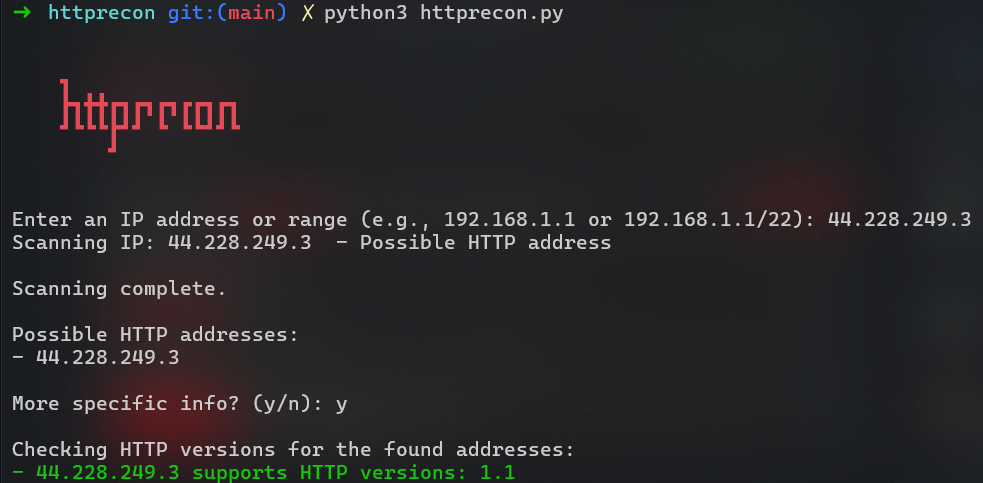 ➜ httprecon git:(main) ✗ python3 httprecon.py
httprecon
Enter an IP address or range (e.g., 192.168.1.1 or 192.168.1.1/22): 44.228.249.3
Scanning IP: 44.228.249.3  - Possible HTTP address
Scanning complete.
Possible HTTP addresses:
- 44.228.249.3
More specific info? (y/n): y
Checking HTTP versions for the found addresses:
- 44.228.249.3 supports HTTP versions: 1.1